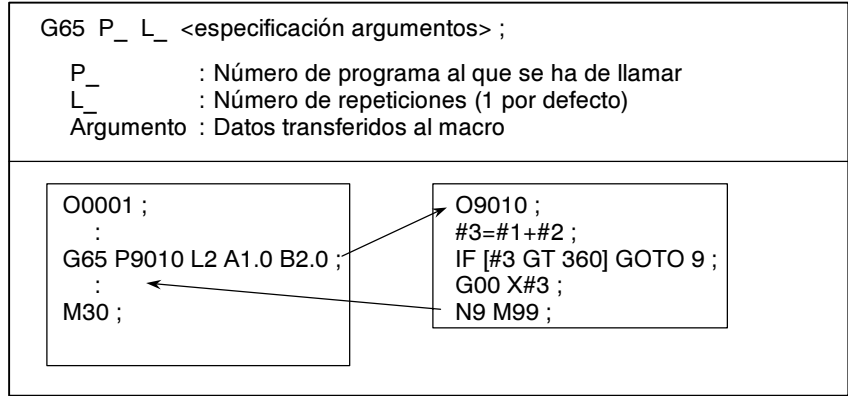 G65 P_ L_ <especificación argumentos> ;
P_ : Número de programa al que se ha de llamar
L_ : Número de repeticiones (1 por defecto)
Argumento : Datos transferidos al macro
O0001 ;
:
G65 P9010 L2 A1.0 B2.0 ;
:
M30 ;
O9010 ;
#3=#1+#2 ;
IF [#3 GT 360] GOTO 9 ;
G00 X#3 ;
N9 M99 ;